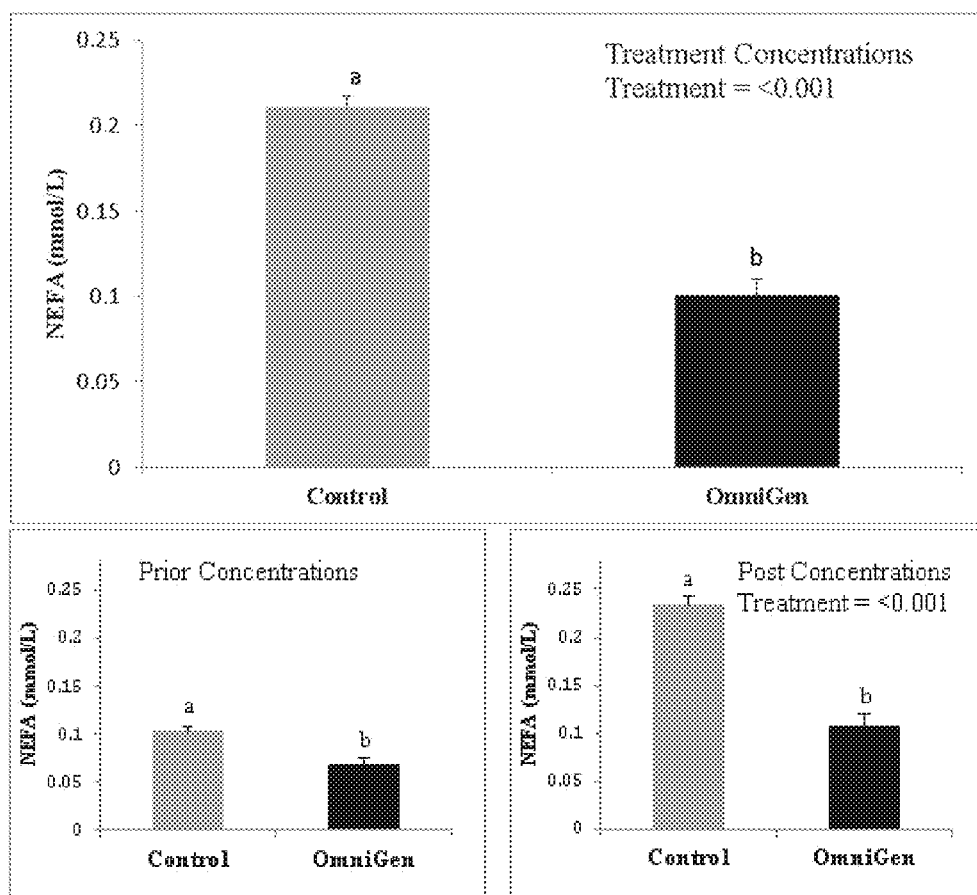 0.25
a
Treatment Concentrations
Treatment = <0.001
0.2
NEFA (mmol/L)
0.15
b
0.1
0.05
0
Control
OmniGen
Prior Concentrations
0.25
NEFA (mmol/L)
0.2
0.15
a
0.1
b
0.05
0
Control
OmniGen
a
Post Concentrations
Treatment = <0.001
0.25
NEFA (mmol/L)
0.2
0.15
b
0.1
0.05
0
Control
OmniGen